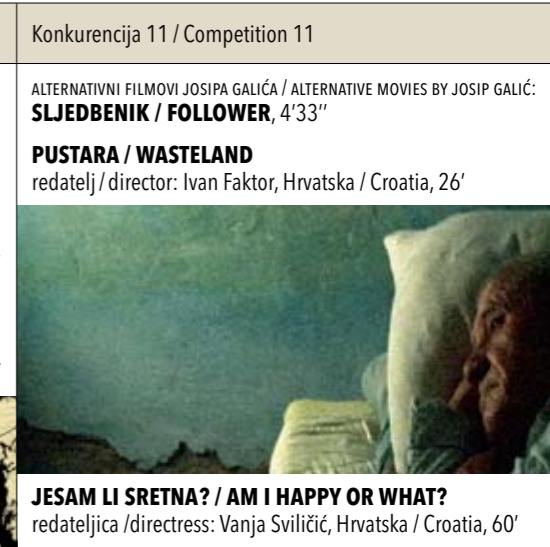 Konkurencija 11 / Competition 11
ALTERNATIVNI FILMOVI JOSIPA GALIĆA / ALTERNATIVE MOVIES BY JOSIP GALIĆ:
SLJEDBENIK / FOLLOWER, 4’33’’
PUSTARA / WASTELAND
redatelj / director: Ivan Faktor, Hrvatska / Croatia, 26’
JESAM LI SRETNA? / AM I HAPPY OR WHAT?
redateljica /directress: Vanja Sviličić, Hrvatska / Croatia, 60’